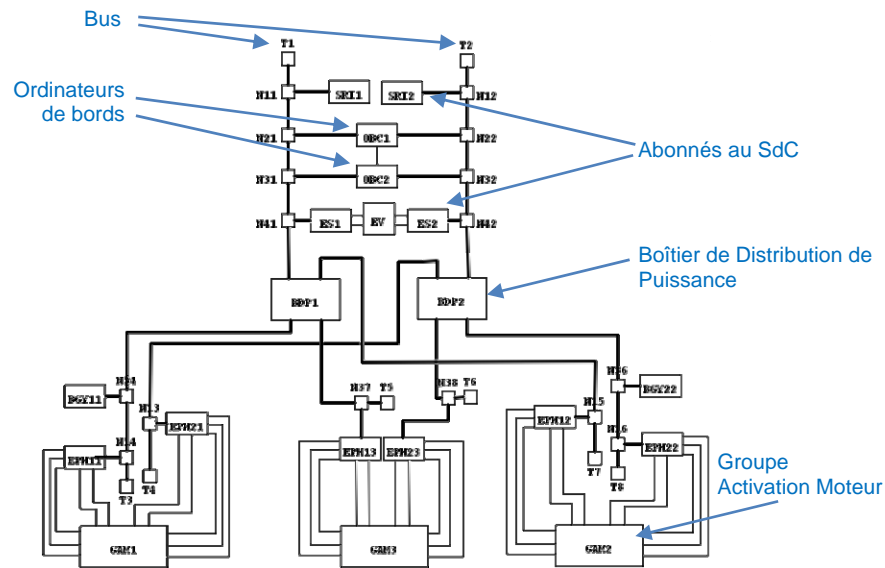 Bus
T1
T2
Ordinateurs
de bords
N11
SRI1
SRI2
N12
N21
OBC1
N22
Abonnés au SdC
N31
OBC2
N32
N41
ES1
EV
ES2
N42
Boîtier de Distribution de
Puissance
BDP1
BDP2
BGY11
N13
N37
T5
N38
T6
BGY22
EPM21
EPM12
N14
EPM11
EPM13
EPM23
N16
EPM22
T3
T4
T7
T8
Groupe
Activation Moteur
GAM1
GAM3
GAM2